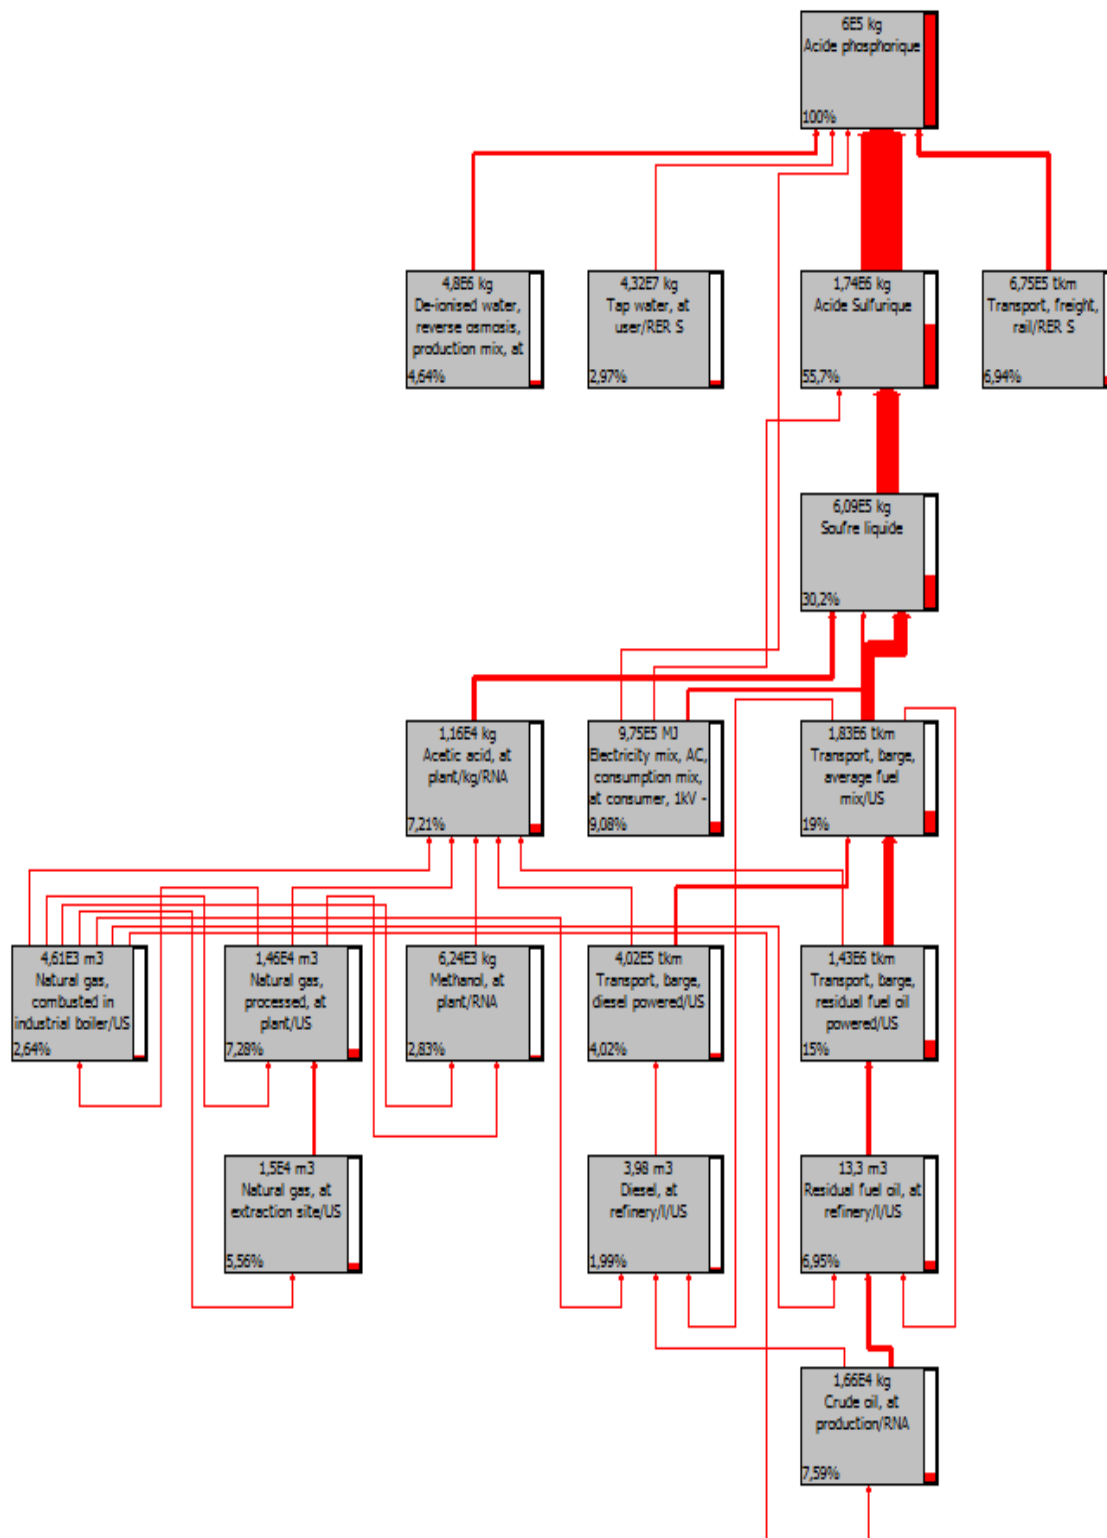 6E5 kg
Acide phosphorique
100%
4,8E6 kg
De-ionised water,
reverse osmosis,
production mix, at
4,64%
4,32E7 kg
Tap water, at
user/RER S
2,97%
1,74E6 kg
Acide Sulfurique
55,7%
6,75E5 tkm
Transport, freight,
rail/RER S
6,94%
6,09E5 kg
Soufre liquide
30,2%
1,16E4 kg
Acetic acid, at
plant/kg/RNA
7,21%
9,75E5 MJ
Electricity mix, AC,
consumption mix,
at consumer, 1kV -
9,08%
1,83E6 tkm
Transport, barge,
average fuel
mix/US
19%
4,61E3 m3
Natural gas,
combusted in
industrial boiler/US
2,64%
1,46E4 m3
Natural gas,
processed, at
plant/US
7,28%
6,24E3 kg
Methanol, at
plant/RNA
2,83%
4,02E5 tkm
Transport, barge,
diesel powered/US
4,02%
1,43E6 tkm
Transport, barge,
residual fuel oil
powered/US
15%
1,5E4 m3
Natural gas, at
extraction site/US
5,56%
3,98 m3
Diesel, at
refinery/l/US
1,99%
13,3 m3
Residual fuel oil, at
refinery/l/US
6,95%
1,66E4 kg
Crude oil, at
production/RNA
7,59%